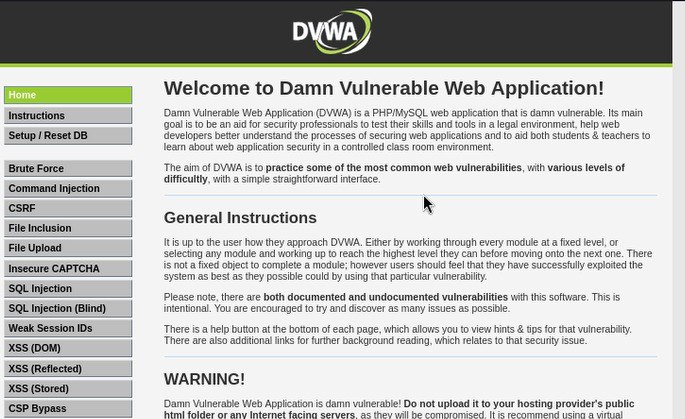 DVWA
Home
Instructions
Setup / Reset DB
Brute Force
Command Injection
CSRF
File Inclusion
File Upload
Insecure CAPTCHA
SQL Injection
SQL Injection (Blind)
Weak Session IDs
XSS (DOM)
XSS (Reflected)
XSS (Stored)
CSP Bypass
Welcome to Damn Vulnerable Web Application!
Damn Vulnerable Web Application (DVWA) is a PHP/MySQL web application that is damn vulnerable. Its main
goal is to be an aid for security professionals to test their skills and tools in a legal environment, help web
developers better understand the processes of securing web applications and to aid both students & teachers to
learn about web application security in a controlled class room environment.
The aim of DVWA is to practice some of the most common web vulnerabilities, with various levels of
difficultly, with a simple straightforward interface.
General Instructions
It is up to the user how they approach DVWA. Either by working through every module at a fixed level, or
selecting any module and working up to reach the highest level they can before moving onto the next one. There
is not a fixed object to complete a module; however users should feel that they have successfully exploited the
system as best as they possible could by using that particular vulnerability.
Please note, there are both documented and undocumented vulnerabilities with this software. This is
intentional. You are encouraged to try and discover as many issues as possible.
There is a help button at the bottom of each page, which allows you to view hints & tips for that vulnerability.
There are also additional links for further background reading, which relates to that security issue.
WARNING!
Damn Vulnerable Web Application is damn vulnerable! Do not upload it to your hosting provider's public
html folder or any Internet facing servers, as they will be compromised. It is recommend using a virtual